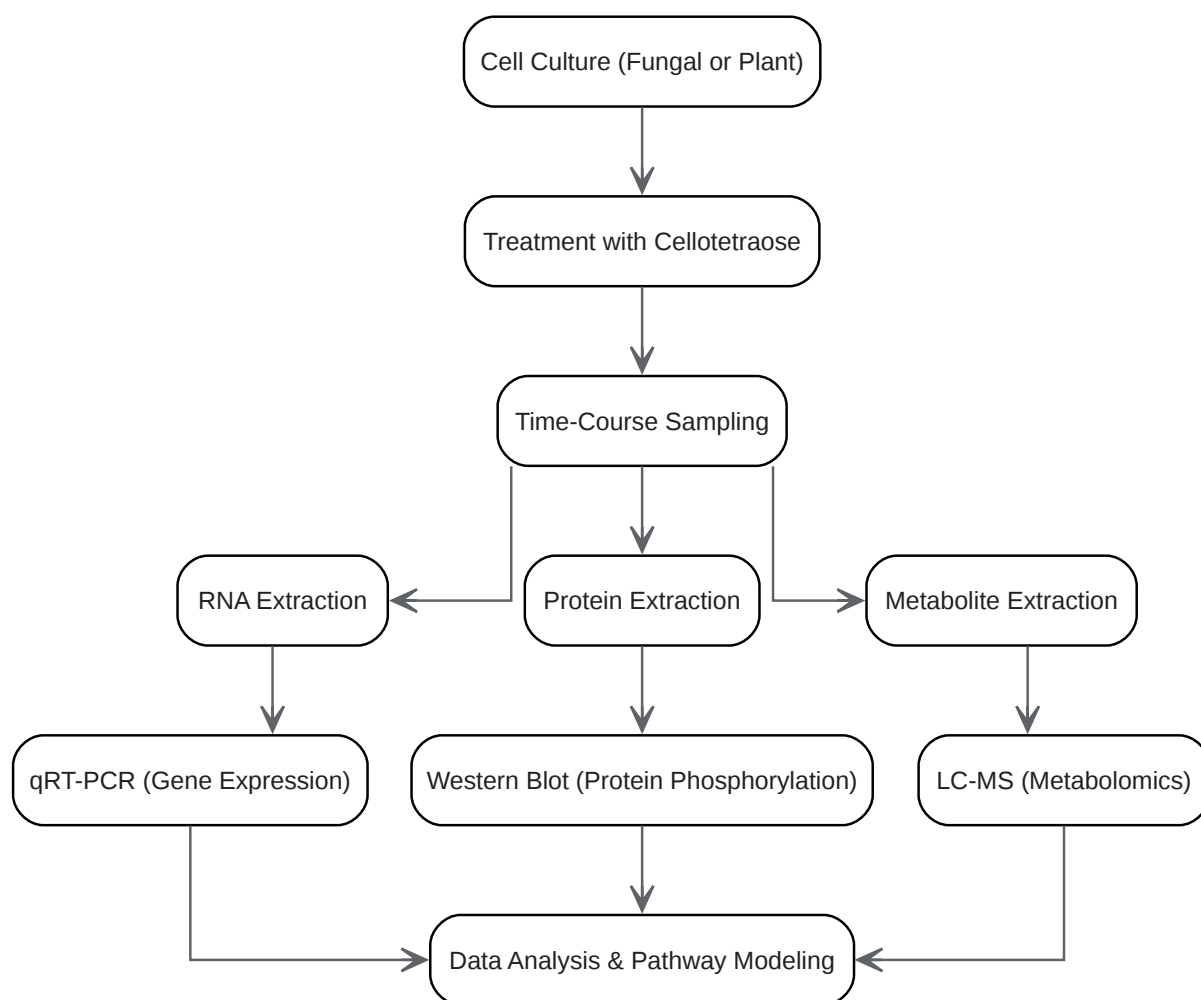 Cell Culture (Fungal or Plant)
Treatment with Cellotetraose
Time-Course Sampling
RNA Extraction
Protein Extraction
Metabolite Extraction
qRT-PCR (Gene Expression)
Western Blot (Protein Phosphorylation)
LC-MS (Metabolomics)
Data Analysis & Pathway Modeling